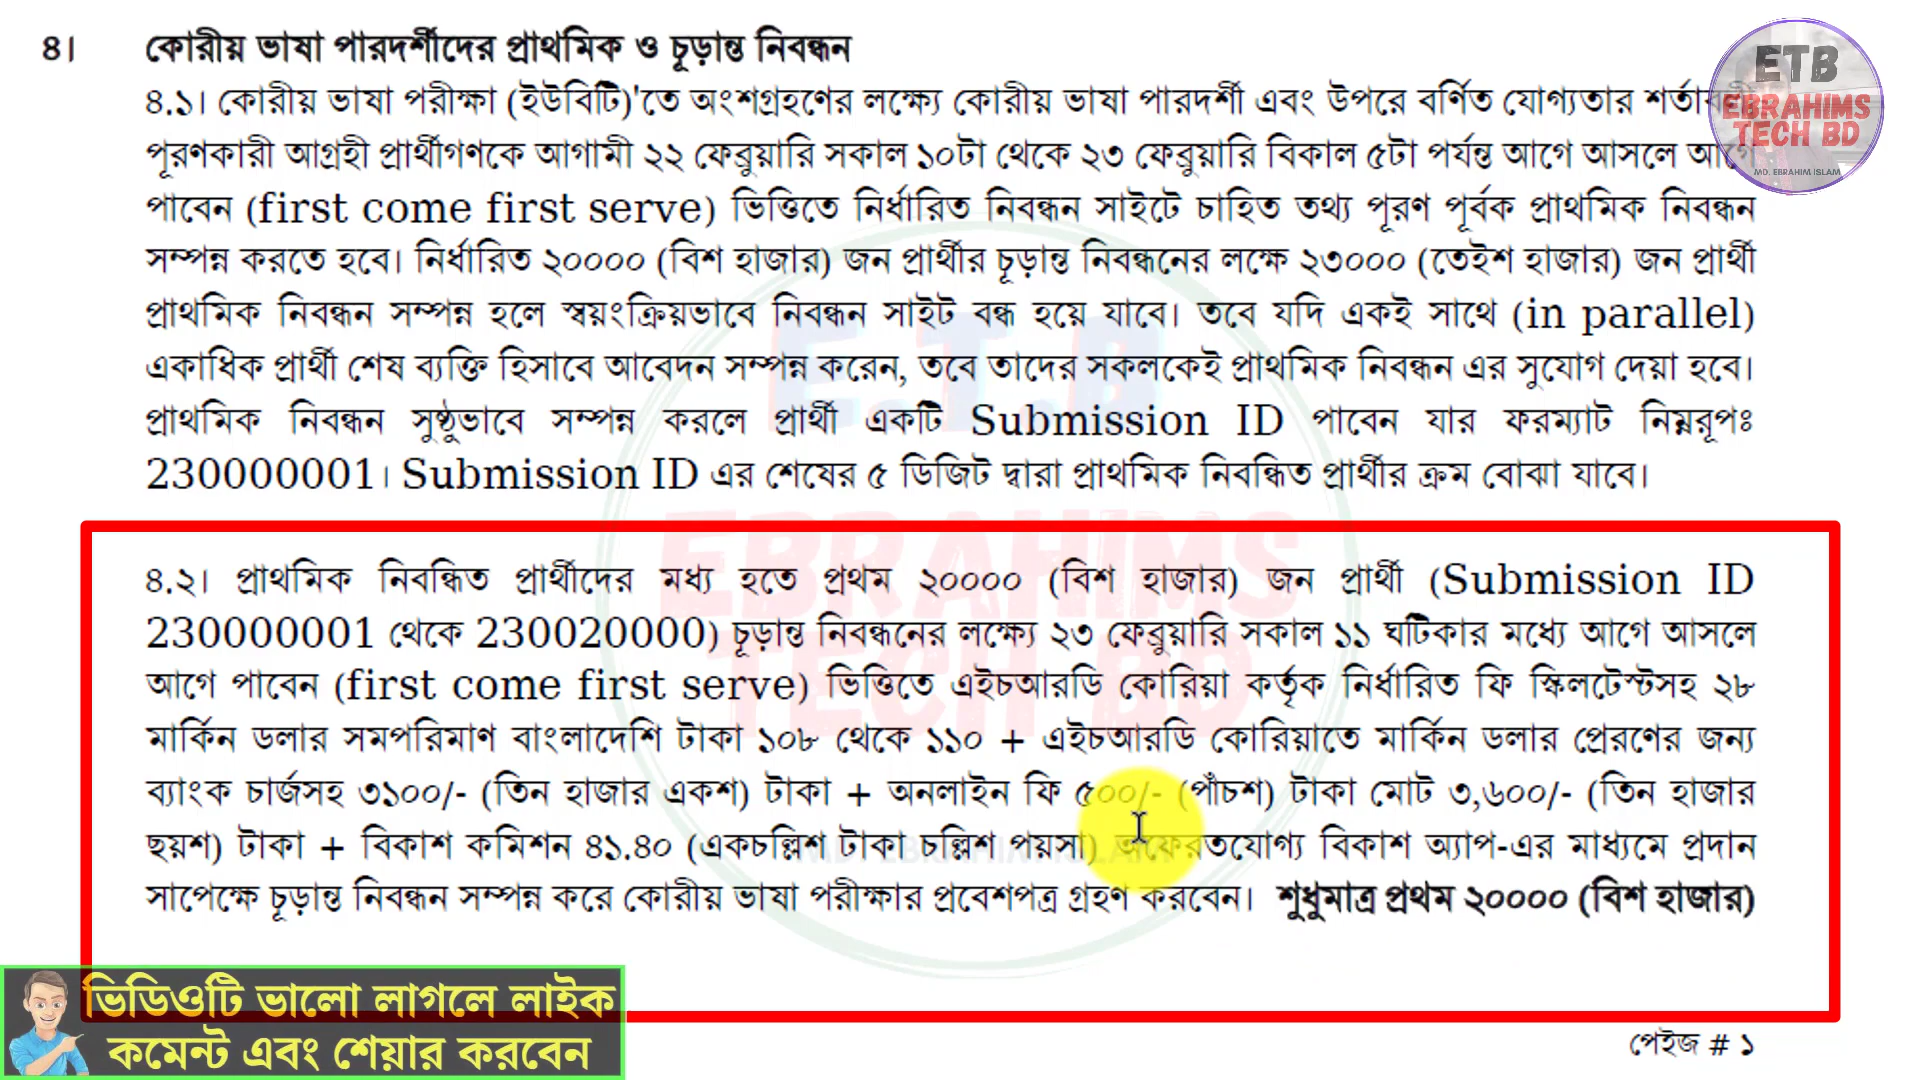 ৪। কোরীয় ভাষা পারদর্শীদের প্রাথমিক ও চূড়ান্ত নিবন্ধন
৪.১। কোরীয় ভাষা পরীক্ষা (ইউবিটি)'তে অংশগ্রহণের লক্ষ্যে কোরীয় ভাষা পারদর্শী এবং উপরে বর্ণিত যোগ্যতার
পূরণকারী আগ্রহী প্রার্থীগণকে আগামী ২২ ফেব্রুয়ারি সকাল ১০টা থেকে ২৩ ফেব্রুয়ারি বিকাল ৫টা পর্যন্ত আগে আসলে আগে
পাবেন (first come first serve) ভিত্তিতে নির্ধারিত নিবন্ধন সাইটে চাহিত তথ্য পূরণ পূর্বক প্রাথমিক নিবন্ধন
সম্পন্ন করতে হবে। নির্ধারিত ২০০০০ (বিশ হাজার) জন প্রার্থীর চূড়ান্ত নিবন্ধনের লক্ষে ২৩০০০ (তেইশ হাজার) জন প্রার্থী
প্রাথমিক নিবন্ধন সম্পন্ন হলে স্বয়ংক্রিয়ভাবে নিবন্ধন সাইট বন্ধ হয়ে যাবে। তবে যদি একই সাথে (in parallel)
একাধিক প্রার্থী শেষ ব্যক্তি হিসাবে আবেদন সম্পন্ন করেন, তবে তাদের সকলকেই প্রাথমিক নিবন্ধন এর সুযোগ দেয়া হবে।
প্রাথমিক নিবন্ধন সুষ্ঠুভাবে সম্পন্ন করলে প্রার্থী একটি Submission ID পাবেন যার ফরম্যাট নিম্নরূপঃ
230000001। Submission ID এর শেষের ৫ ডিজিট দ্বারা প্রাথমিক নিবন্ধিত প্রার্থীর ক্রম বোঝা যাবে।
৪.২। প্রাথমিক নিবন্ধিত প্রার্থীদের মধ্য হতে প্রথম ২০০০০ (বিশ হাজার) জন প্রার্থী (Submission ID
230000001 থেকে 230020000) চূড়ান্ত নিবন্ধনের লক্ষ্যে ২৩ ফেব্রুয়ারি সকাল ১১ ঘটিকার মধ্যে আগে আসলে
আগে পাবেন (first come first serve) ভিত্তিতে এইচআরডি কোরিয়া কর্তৃক নির্ধারিত ফি স্কিলটেস্টসহ ২৮
মার্কিন ডলার সমপরিমাণ বাংলাদেশি টাকা ১০৮ থেকে ১১০ + এইচআরডি কোরিয়াতে মার্কিন ডলার প্রেরণের জন্য
ব্যাংক চার্জসহ ৩১০০/- (তিন হাজার একশ) টাকা + অনলাইন ফি ৫০০/- (পাঁচশ) টাকা মোট ৩,৬০০/- (তিন হাজার
ছয়শ) টাকা + বিকাশ কমিশন ৪১.৪০ (একচল্লিশ টাকা চল্লিশ পয়সা) অফেরতযোগ্য বিকাশ অ্যাপ-এর মাধ্যমে প্রদান
সাপেক্ষে চূড়ান্ত নিবন্ধন সম্পন্ন করে কোরীয় ভাষা পরীক্ষার প্রবেশপত্র গ্রহণ করবেন। শুধুমাত্র প্রথম ২০০০০ (বিশ হাজার)
পেইজ # ১
ভিডিওটি ভালো লাগলে লাইক
কমেন্ট এবং শেয়ার করবেন
ETB
EBRAHIMS
TECH BD
MD. EBRAHIM ISLAM
E.T.B
EBRAHIMS
TECH BD
MD. EBRAHIM ISLAM